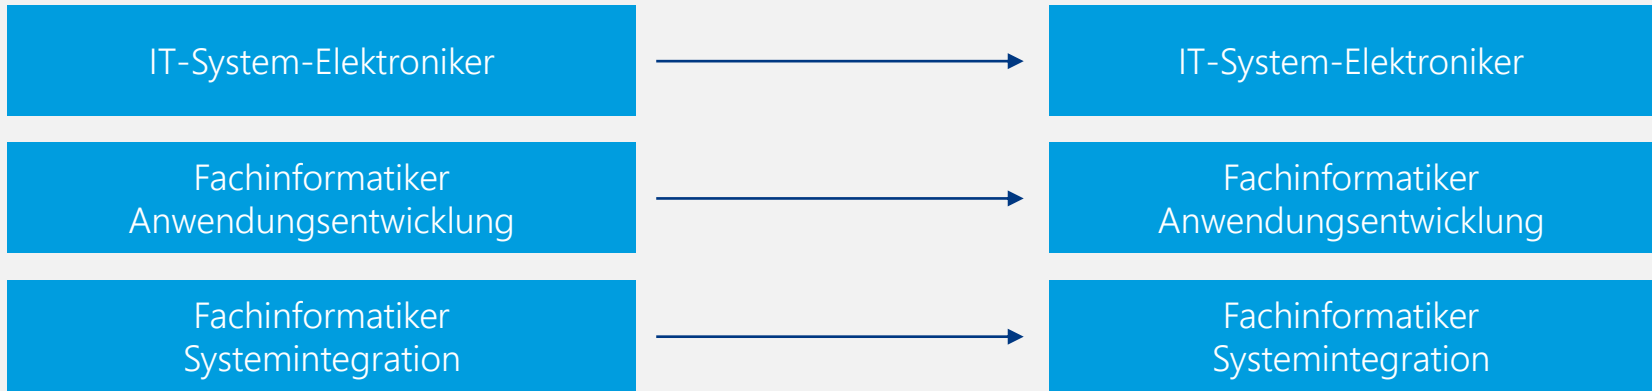 IT-System-Elektroniker
IT-System-Elektroniker
Fachinformatiker
Anwendungsentwicklung
Fachinformatiker
Anwendungsentwicklung
Fachinformatiker
Systemintegration
Fachinformatiker
Systemintegration